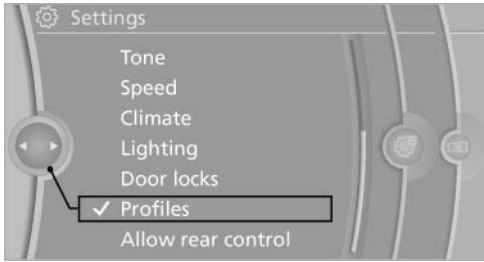 Settings
Tone
Speed
Climate
Lighting
Door locks
✓ Profiles
Allow rear control